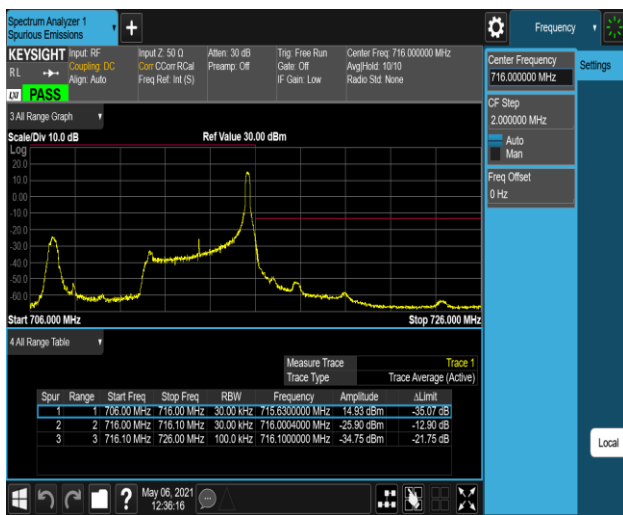 Spectrum Analyzer 1
Spurious Emissions
Frequency
KEYSIGHT
RL
Input: RF
Coupling: DC
Align: Auto
Input Z: 50 Ω
Corr CCorr RCal
Freq Ref: Int (S)
Atten: 30 dB
Preamp: Off
Trig: Free Run
Gate: Off
IF Gain: Low
Center Freq: 716.000000 MHz
Avg|Hold: 10/10
Radio Std: None
LXI PASS
Center Frequency
716.000000 MHz
Settings
CF Step
2.000000 MHz
Auto
Man
Freq Offset
0 Hz
3 All Range Graph
Scale/Div 10.0 dB Ref Value 30.00 dBm
Log
20.0
10.0
0.00
-10.0
-20.0
-30.0
-40.0
-50.0
-60.0
Start 706.000 MHz Stop 726.000 MHz
4 All Range Table
Measure Trace Trace 1
Trace Type Trace Average (Active)
Spur Range Start Freq Stop Freq RBW Frequency Amplitude ΔLimit
1 1 706.00 MHz 716.00 MHz 30.00 kHz 715.6300000 MHz 14.93 dBm -35.07 dB
2 2 716.00 MHz 716.10 MHz 30.00 kHz 716.0004000 MHz -25.90 dBm -12.90 dB
3 3 716.10 MHz 726.00 MHz 100.0 kHz 716.1000000 MHz -34.75 dBm -21.75 dB
Local
?
May 06, 2021
12:36:16